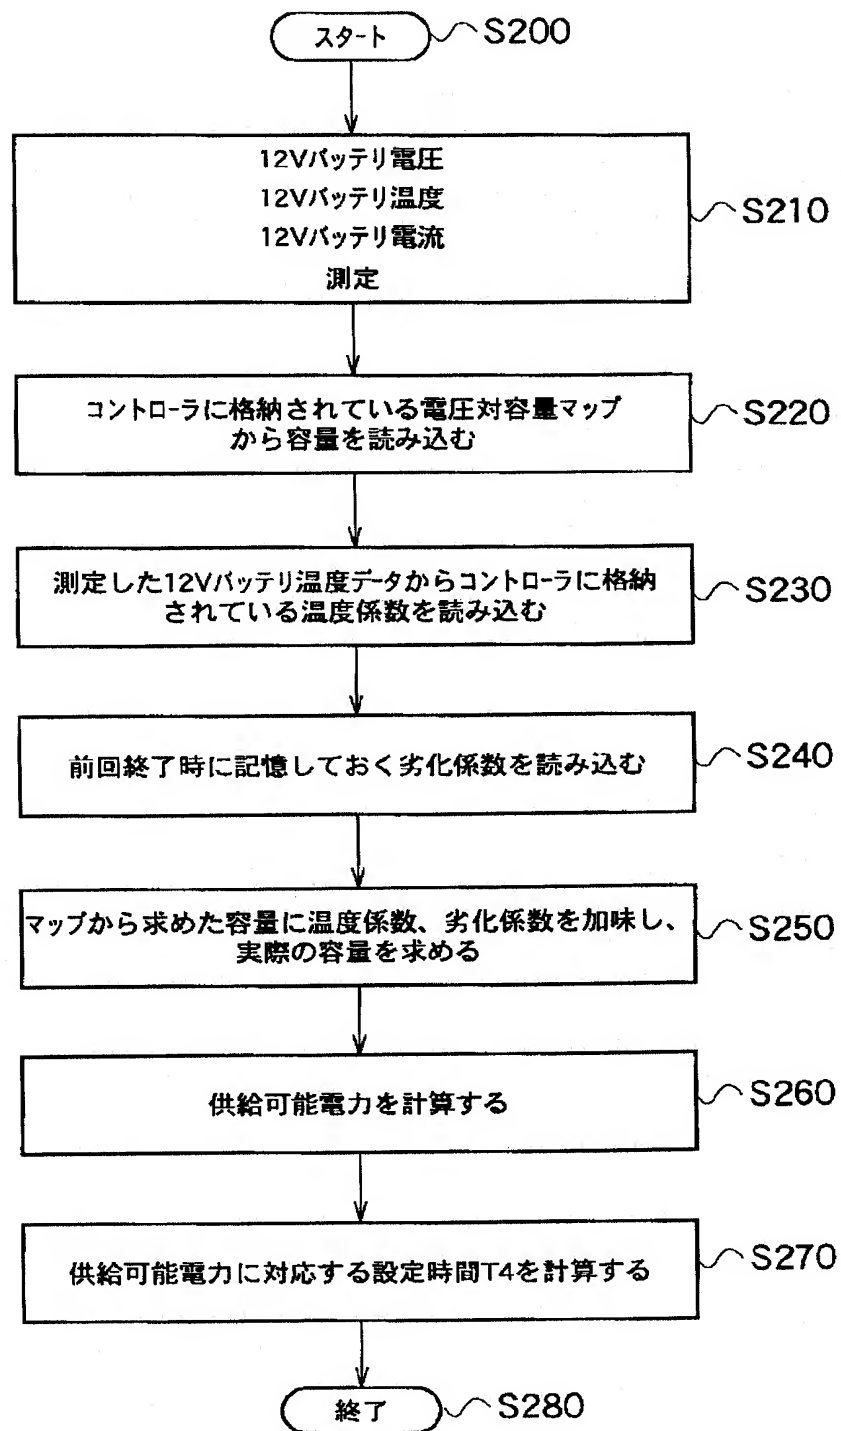 スタート
S200
12Vバッテリ電圧
12Vバッテリ温度
12Vバッテリ電流
測定
S210
コントローラに格納されている電圧対容量マップ
から容量を読み込む
S220
測定した12Vバッテリ温度データからコントローラに格納
されている温度係数を読み込む
S230
前回終了時に記憶しておく劣化係数を読み込む
S240
マップから求めた容量に温度係数、劣化係数を加味し、
実際の容量を求める
S250
供給可能電力を計算する
S260
供給可能電力に対応する設定時間T4を計算する
S270
終了
S280